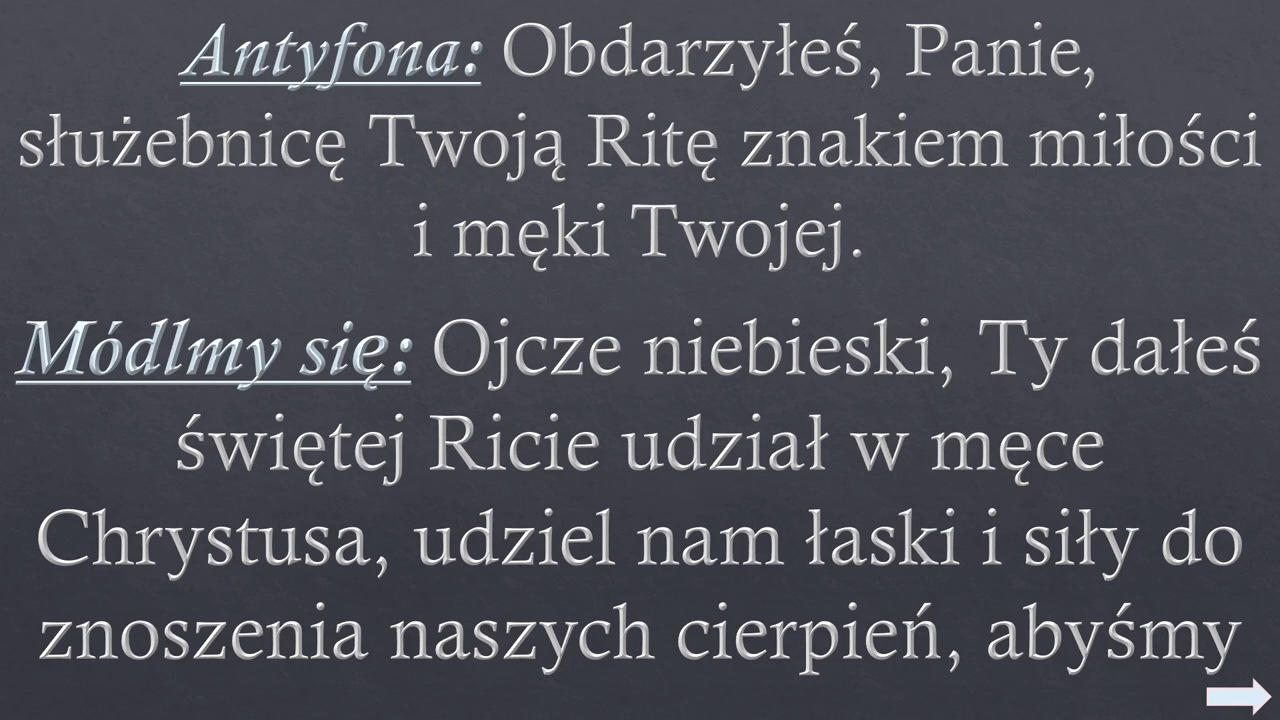 Antyfona: Obdarzyłeś, Panie,
służebnicę Twoją Ritę znakiem miłości
i męki Twojej.
Módlmy się: Ojcze niebieski, Ty dałeś
świętej Ricie udział w męce
Chrystusa, udziel nam łaski i siły do
znoszenia naszych cierpień, abyśmy